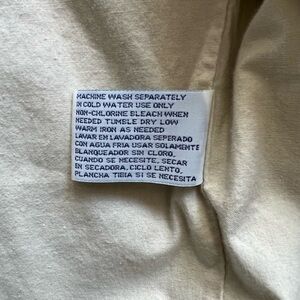 MACHINE WASH SEPARATELY
IN COLD WATER USE ONLY
NON-CHLORINE BLEACH WHEN
NEEDED TUMBLE DRY LOW
WARM IRON AS NEEDED
LAVAR EN LAVADORA SEPERADO
CON AGUA FRIA USAR SOLAMENTE
BLANQUEADOR SIN CLORO,
CUANDO SE NECESITE, SECAR
EN SECADORA, CICLO LENTO,
PLANCHA TIBIA SI SE NECESITA